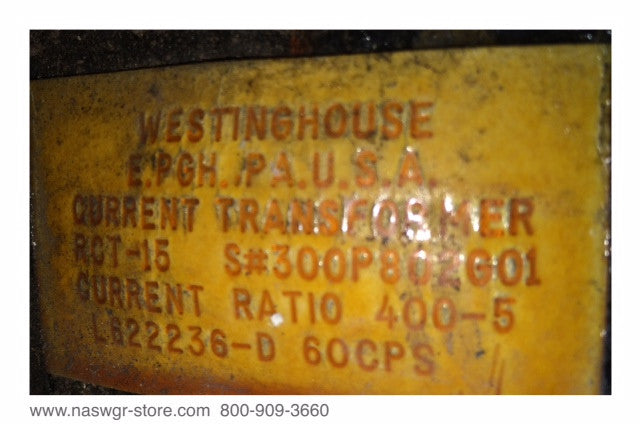 WESTINGHOUSE
E.PGH.,PA.U.S.A.
CURRENT TRANSFORMER
RCT-15 S#300P802G01
CURRENT RATIO 400-5
L622236-D 60CPS
www.naswgr-store.com 800-909-3660